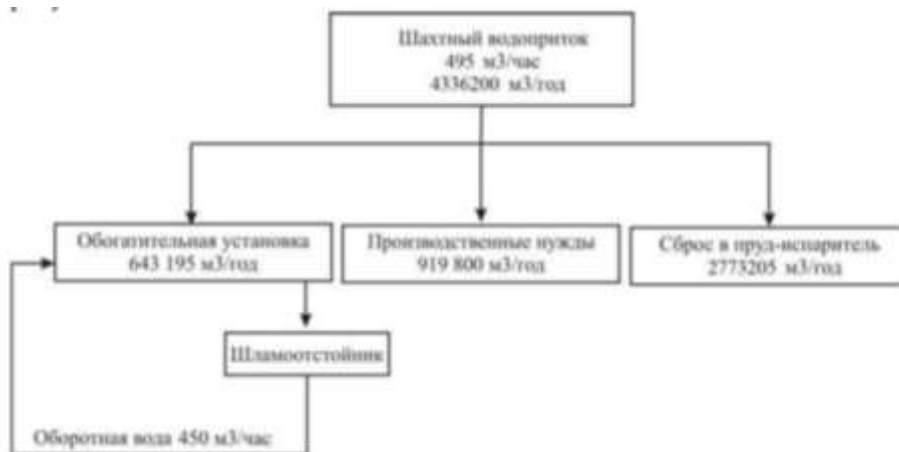 Шахтный водоприток
495 м3/час
4336200 м3/год
Обогатительная установка
643 195 м3/год
Производственные нужды
919 800 м3/год
Сброс в пруд-испаритель
2773205 м3/год
Шламоотстойник
Оборотная вода 450 м3/час